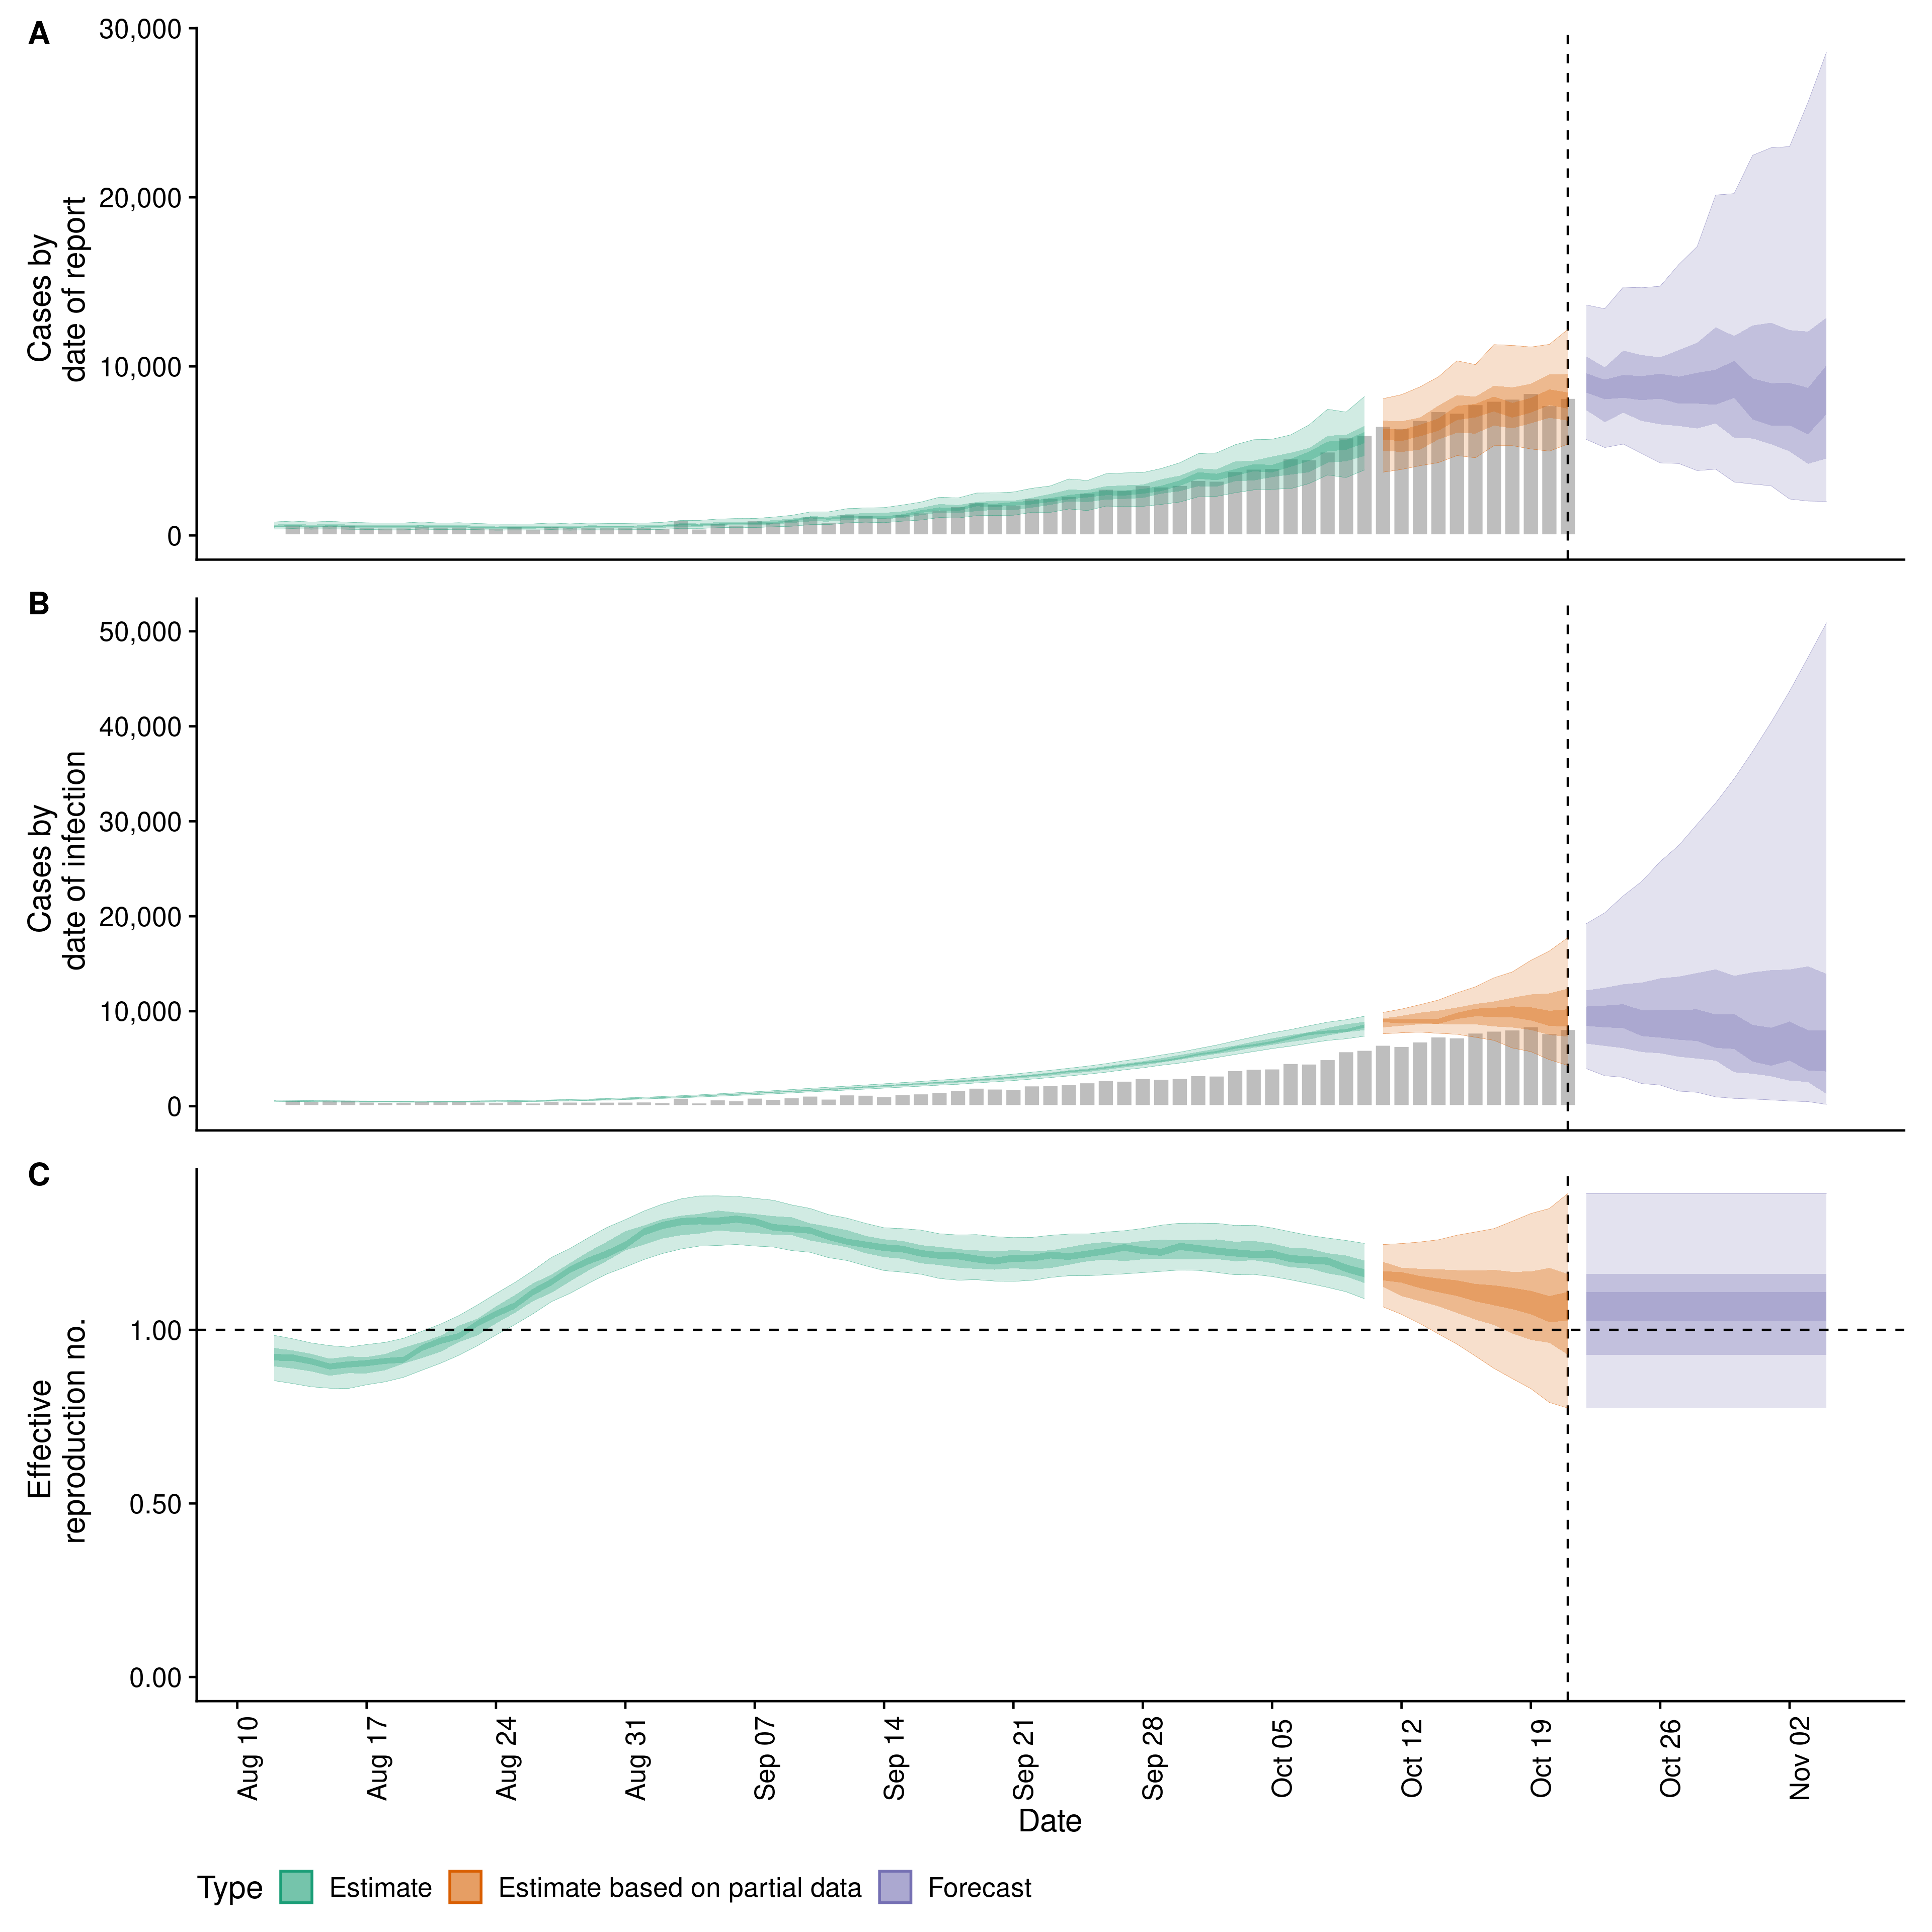 A
30,000
20,000
10,000
0
Cases by
date of report
B
50,000
40,000
30,000
20,000
10,000
0
Cases by
date of infection
C
1.00
0.50
0.00
Effective
reproduction no.
Aug 10
Aug 17
Aug 24
Aug 31
Sep 07
Sep 14
Sep 21
Sep 28
Oct 05
Oct 12
Oct 19
Oct 26
Nov 02
Date
Type Estimate Estimate based on partial data Forecast